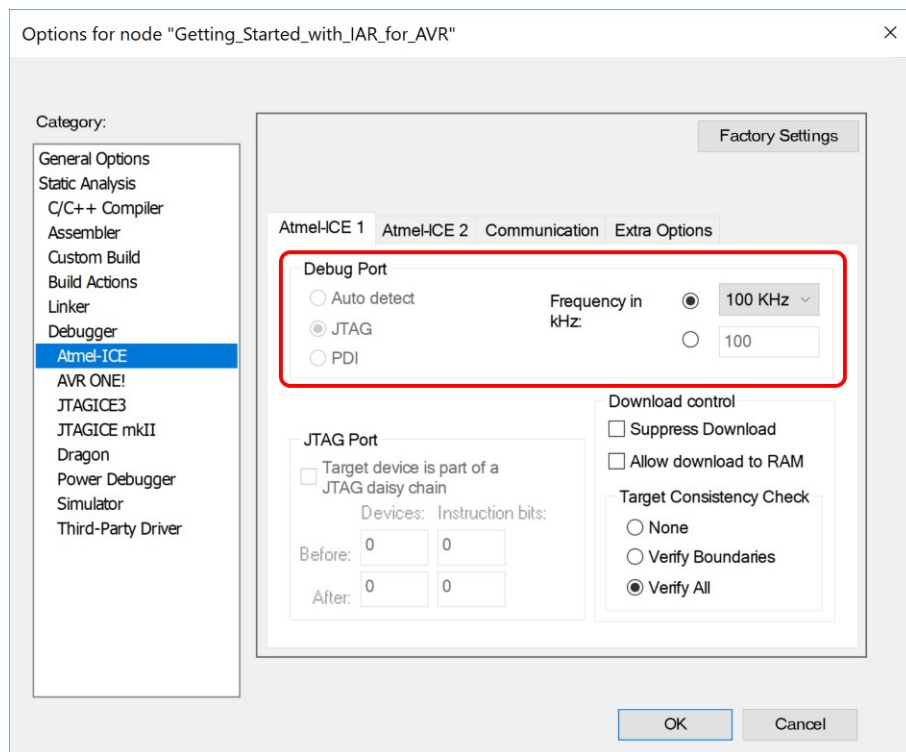 Options for node "Getting_Started_with_IAR_for_AVR"
Category:
General Options
Static Analysis
C/C++ Compiler
Assembler
Custom Build
Build Actions
Linker
Debugger
Atmel-ICE
AVR ONE!
JTAGICE3
JTAGICE mkII
Dragon
Power Debugger
Simulator
Third-Party Driver
Factory Settings
Atmel-ICE 1 Atmel-ICE 2 Communication Extra Options
Debug Port
Auto detect
JTAG
PDI
Frequency in
kHz:
100 KHz
100
JTAG Port
Target device is part of a
JTAG daisy chain
Devices: Instruction bits:
Before: 0 0
After: 0 0
Download control
Suppress Download
Allow download to RAM
Target Consistency Check
None
Verify Boundaries
Verify All
OK Cancel